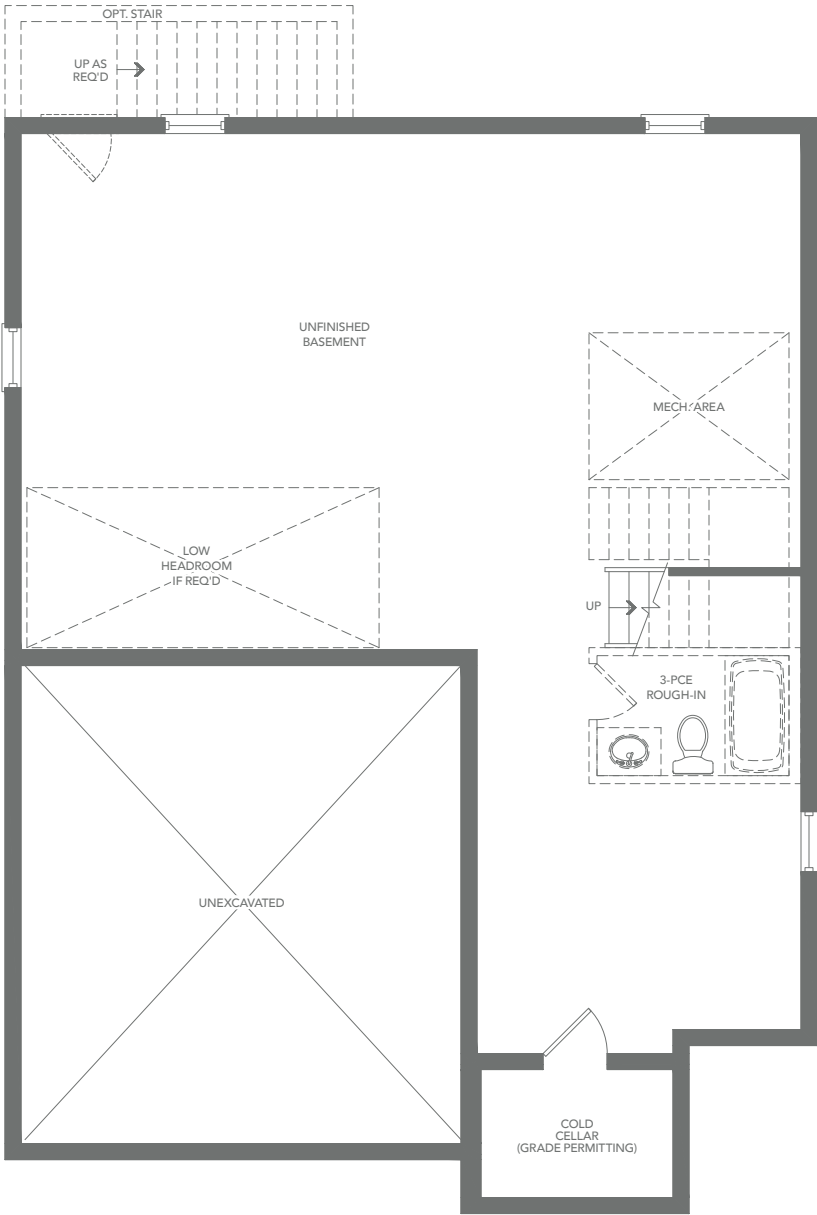 OPT. STAIR
UP AS
REQ'D
UNFINISHED
BASEMENT
MECH. AREA
LOW
HEADROOM
IF REQ'D
UP
3-PCE
ROUGH-IN
UNEXCAVATED
COLD
CELLAR
(GRADE PERMITTING)